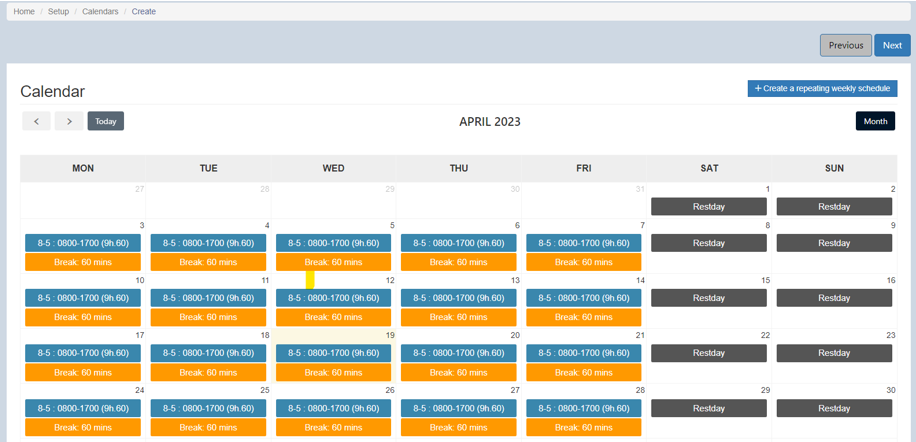 Home / Setup / Calendars / Create
Previous Next
Calendar
+ Create a repeating weekly schedule
< > Today APRIL 2023 Month
MON TUE WED THU FRI SAT SUN
27 28 29 30 31 1 2
Restday Restday
3 4 5 6 7 8 9
8-5 : 0800-1700 (9h.60) 8-5 : 0800-1700 (9h.60) 8-5 : 0800-1700 (9h.60) 8-5 : 0800-1700 (9h.60) 8-5 : 0800-1700 (9h.60) Restday Restday
Break: 60 mins Break: 60 mins Break: 60 mins Break: 60 mins Break: 60 mins
10 11 12 13 14 15 16
8-5 : 0800-1700 (9h.60) 8-5 : 0800-1700 (9h.60) 8-5 : 0800-1700 (9h.60) 8-5 : 0800-1700 (9h.60) 8-5 : 0800-1700 (9h.60) Restday Restday
Break: 60 mins Break: 60 mins Break: 60 mins Break: 60 mins Break: 60 mins
17 18 19 20 21 22 23
8-5 : 0800-1700 (9h.60) 8-5 : 0800-1700 (9h.60) 8-5 : 0800-1700 (9h.60) 8-5 : 0800-1700 (9h.60) 8-5 : 0800-1700 (9h.60) Restday Restday
Break: 60 mins Break: 60 mins Break: 60 mins Break: 60 mins Break: 60 mins
24 25 26 27 28 29 30
8-5 : 0800-1700 (9h.60) 8-5 : 0800-1700 (9h.60) 8-5 : 0800-1700 (9h.60) 8-5 : 0800-1700 (9h.60) 8-5 : 0800-1700 (9h.60) Restday Restday
Break: 60 mins Break: 60 mins Break: 60 mins Break: 60 mins Break: 60 mins